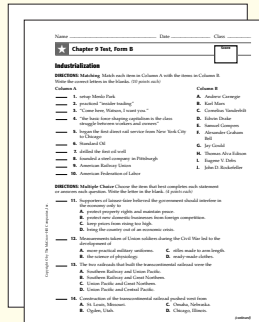 Name
Date
Class
Chapter 9 Test, Form B
Industrialization
DIRECTIONS: Matching Match each item in Column A with the items in Column B.
Write the correct letters in the blanks. (10 points each)
Column A
Column B
1. setup Menlo Park
A. Andrew Carnegie
2. practiced "insider trading"
B. Karl Marx
3. "Come here, Watson, I want you."
C. Cornelius Vanderbilt
4. "the basic force shaping capitalism is the class struggle between workers and owners"
D. Edwin Drake
E. Samuel Gompers
5. began the first direct rail service from New York City to Chicago
F. Alexander Graham Bell
6. Standard Oil
G. Jay Gould
7. drilled the first oil well
H. Thomas Alva Edison
8. founded a steel company in Pittsburgh
I. Eugene V. Debs
9. American Railway Union
J. John D. Rockefeller
10. American Federation of Labor
DIRECTIONS: Multiple Choice Choose the item that best completes each statement
or answers each question. Write the letter in the blank. (4 points each)
11. Supporters of laissez-faire believed the government should interfere in
the economy only to
A. protect property rights and maintain peace.
B. protect new domestic businesses from foreign competition.
C. keep prices from rising too high.
D. bring the country out of an economic crisis.
12. Measurements taken of Union soldiers during the Civil War led to the
development of
A. more practical military uniforms.
C. sizes made to arm length.
B. the science of physiology.
D. ready-made clothes.
13. The two railroads that built the transcontinental railroad were the
A. Southern Railway and Union Pacific.
B. Southern Railway and Great Northern.
C. Union Pacific and Great Northern.
D. Union Pacific and Central Pacific.
14. Construction of the transcontinental railroad pushed west from
A. St. Louis, Missouri.
C. Omaha, Nebraska.
B. Ogden, Utah.
D. Chicago, Illinois.
(continued)